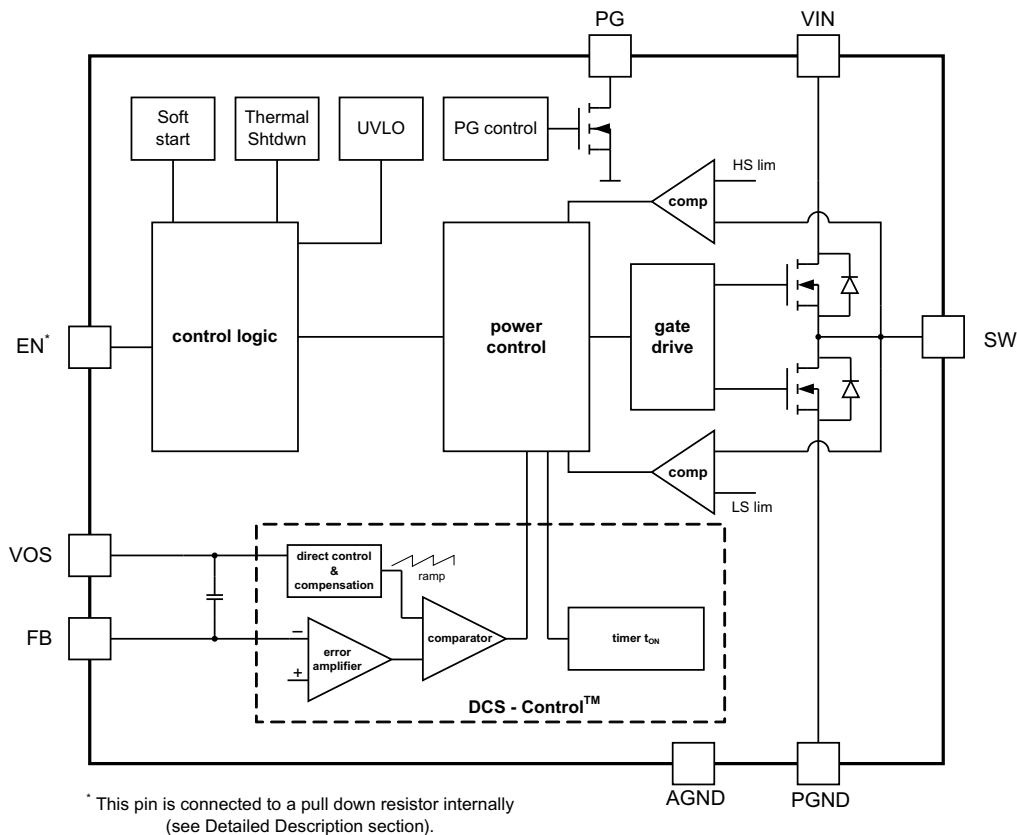 PG
VIN
Soft
start
Thermal
Shtdwn
UVLO
PG control
HS lim
comp
EN*
control logic
power
control
gate
drive
SW
comp
LS lim
VOS
direct control
&
compensation
ramp
FB
−
+
error
amplifier
comparator
timer tON
DCS - Control™
AGND
PGND
* This pin is connected to a pull down resistor internally
(see Detailed Description section).